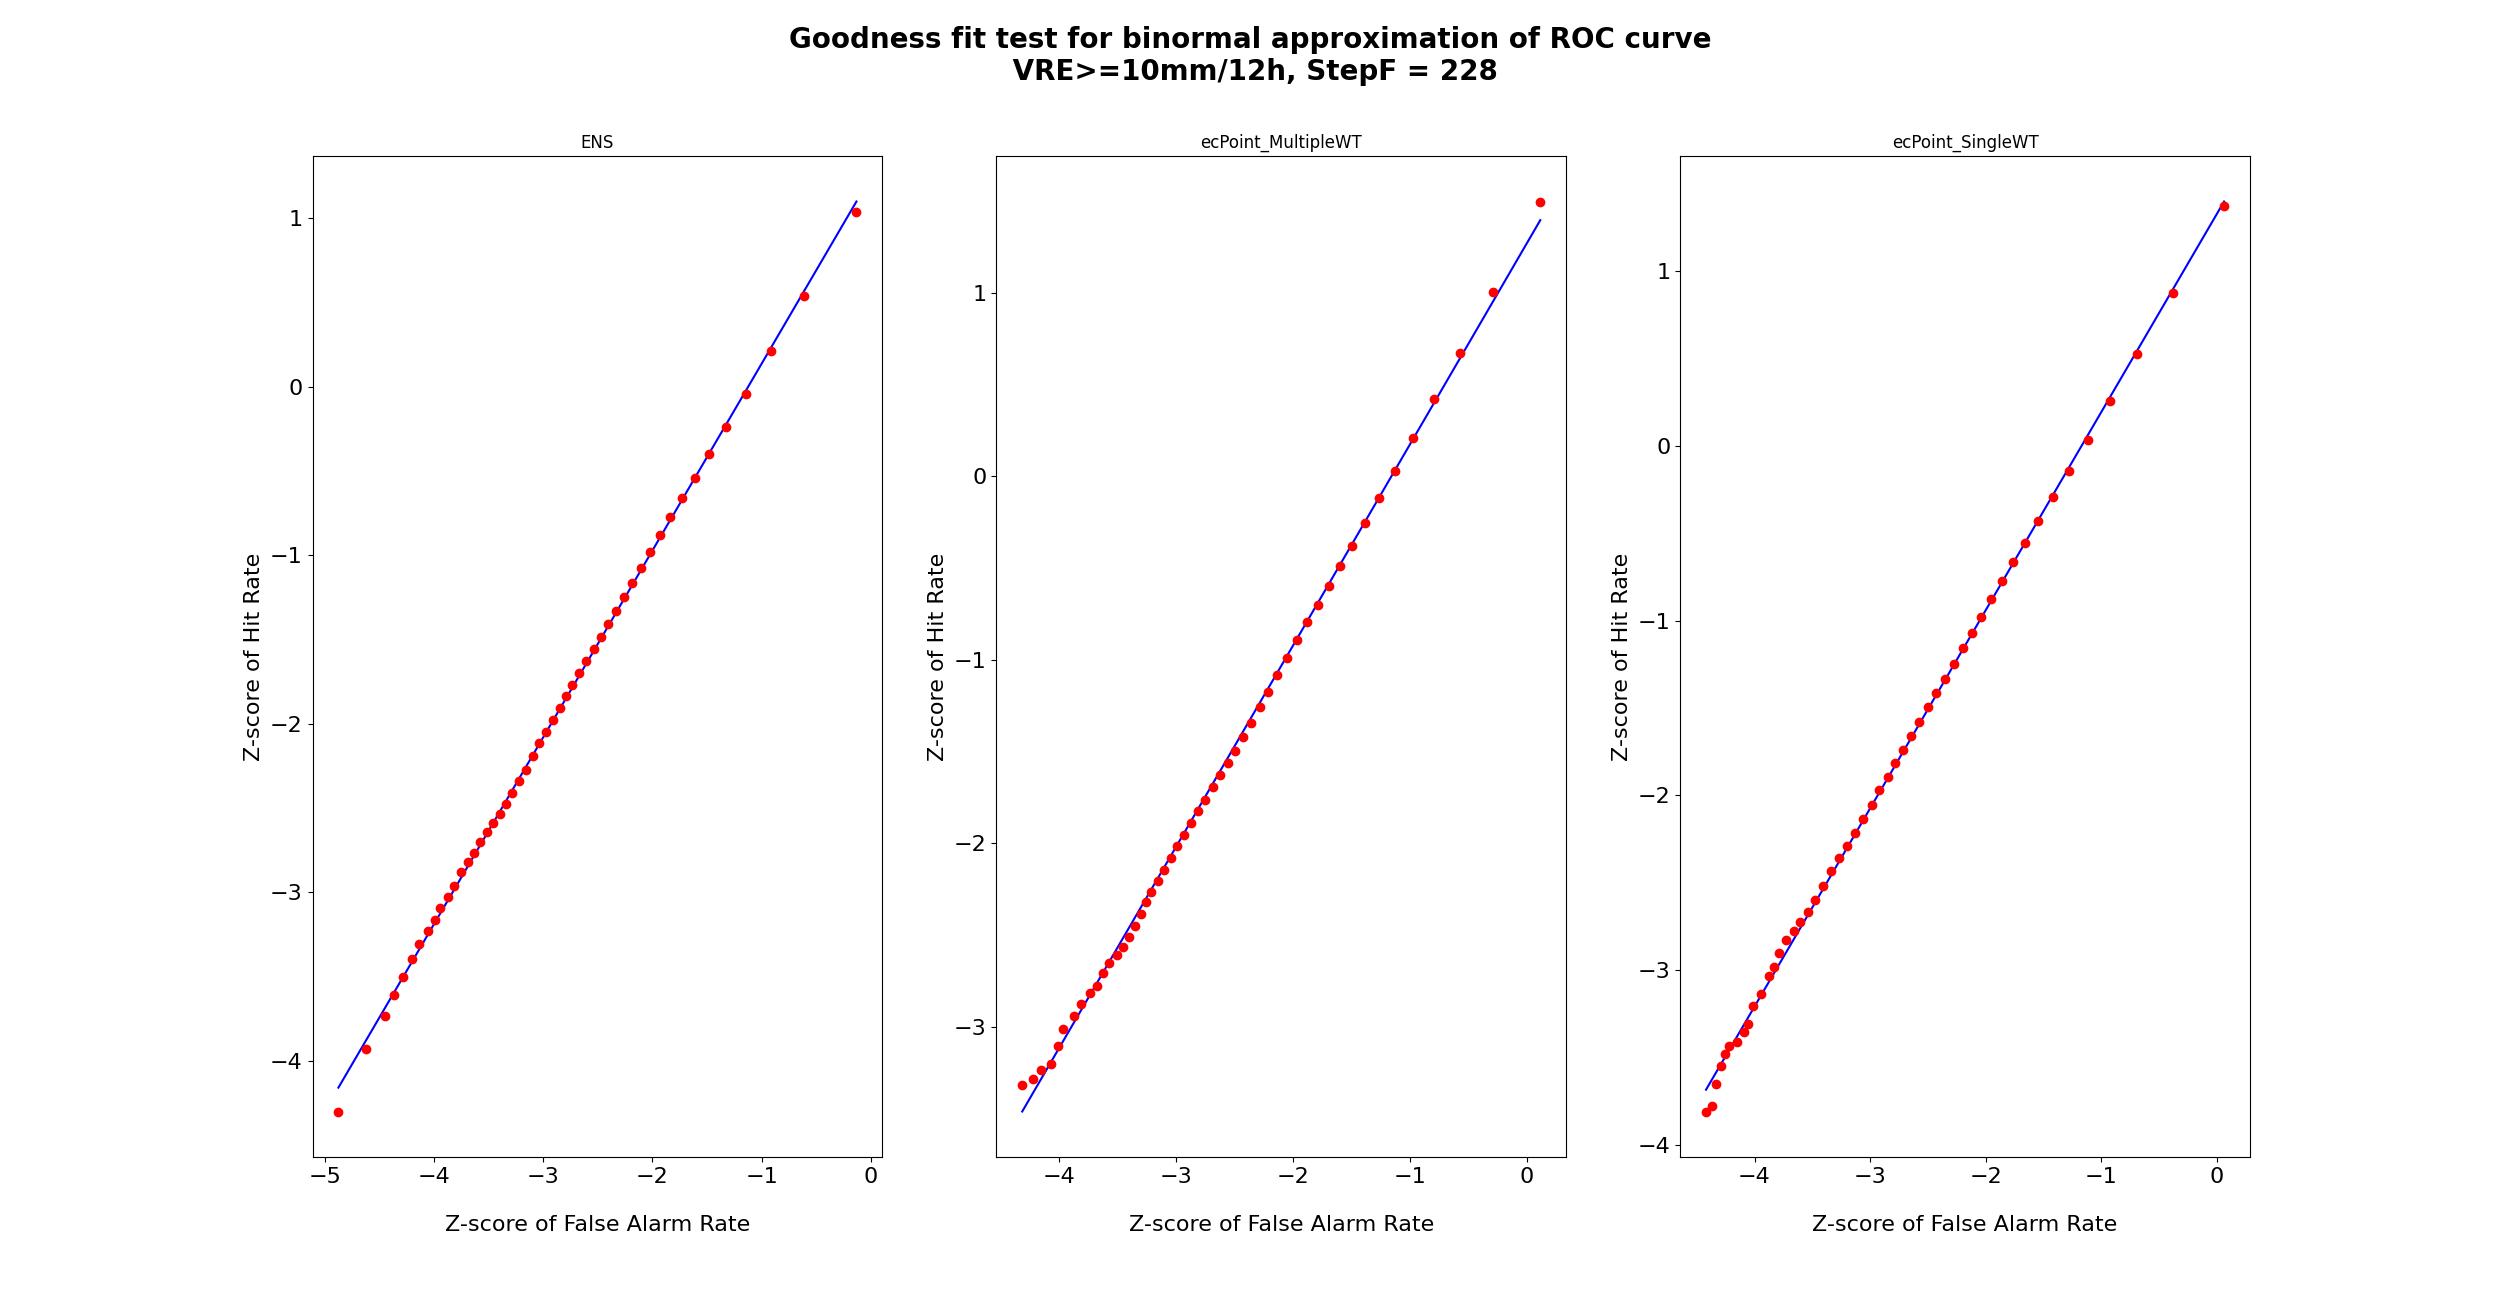 Goodness fit test for binormal approximation of ROC curve
VRE>=10mm/12h, StepF = 228
ENS
1
0
−1
−2
−3
−4
Z-score of Hit Rate
−5 −4 −3 −2 −1 0
Z-score of False Alarm Rate
ecPoint_MultipleWT
1
0
−1
−2
−3
Z-score of Hit Rate
−4 −3 −2 −1 0
Z-score of False Alarm Rate
ecPoint_SingleWT
1
0
−1
−2
−3
−4
Z-score of Hit Rate
−4 −3 −2 −1 0
Z-score of False Alarm Rate